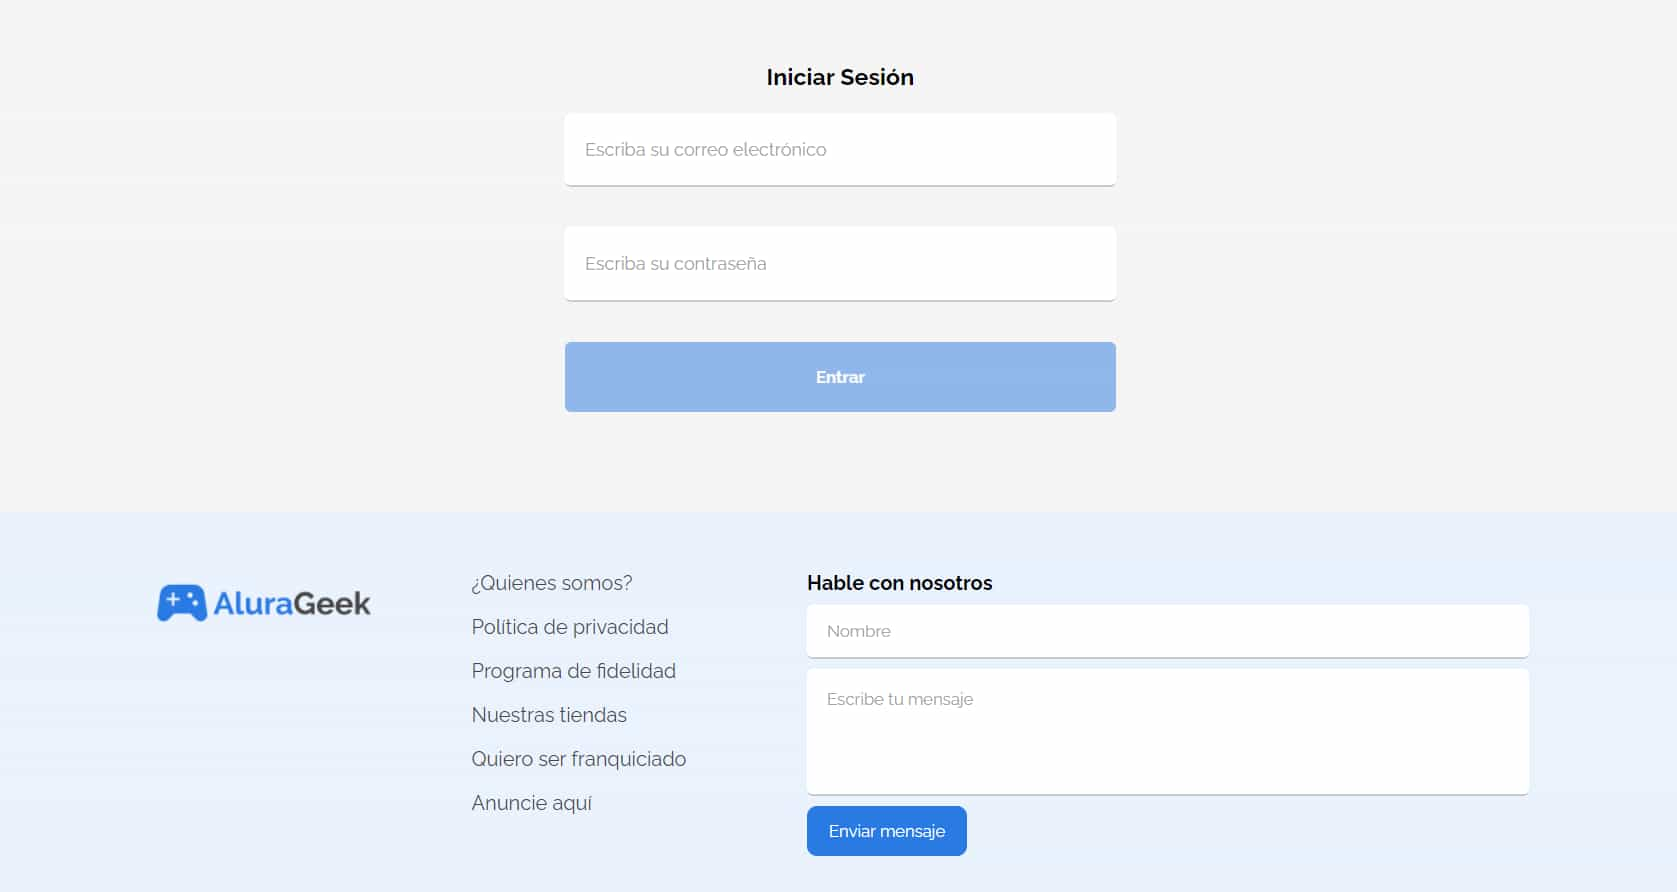 Iniciar Sesión
Escriba su correo electrónico
Escriba su contraseña
Entrar
AluraGeek
¿Quienes somos?
Política de privacidad
Programa de fidelidad
Nuestras tiendas
Quiero ser franquiciado
Anuncie aquí
Hable con nosotros
Nombre
Escribe tu mensaje
Enviar mensaje